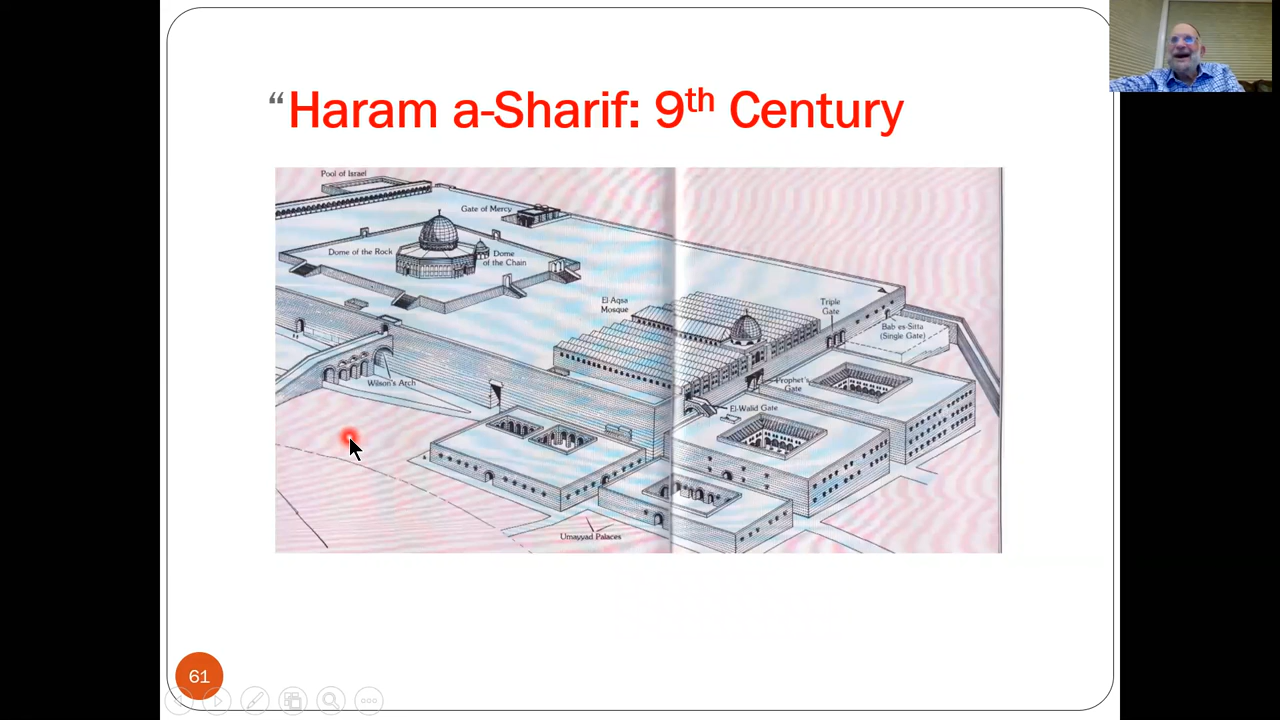 “Haram a-Sharif: 9th Century
Pool of Israel
Gate of Mercy
Dome of the Rock
Dome
of the Chain
El Aqsa
Mosque
Triple
Gate
Bab es-Sitta
(Single Gate)
Wilson's Arch
Prophet's
Gate
El-Walid Gate
Umayyad Palaces
61